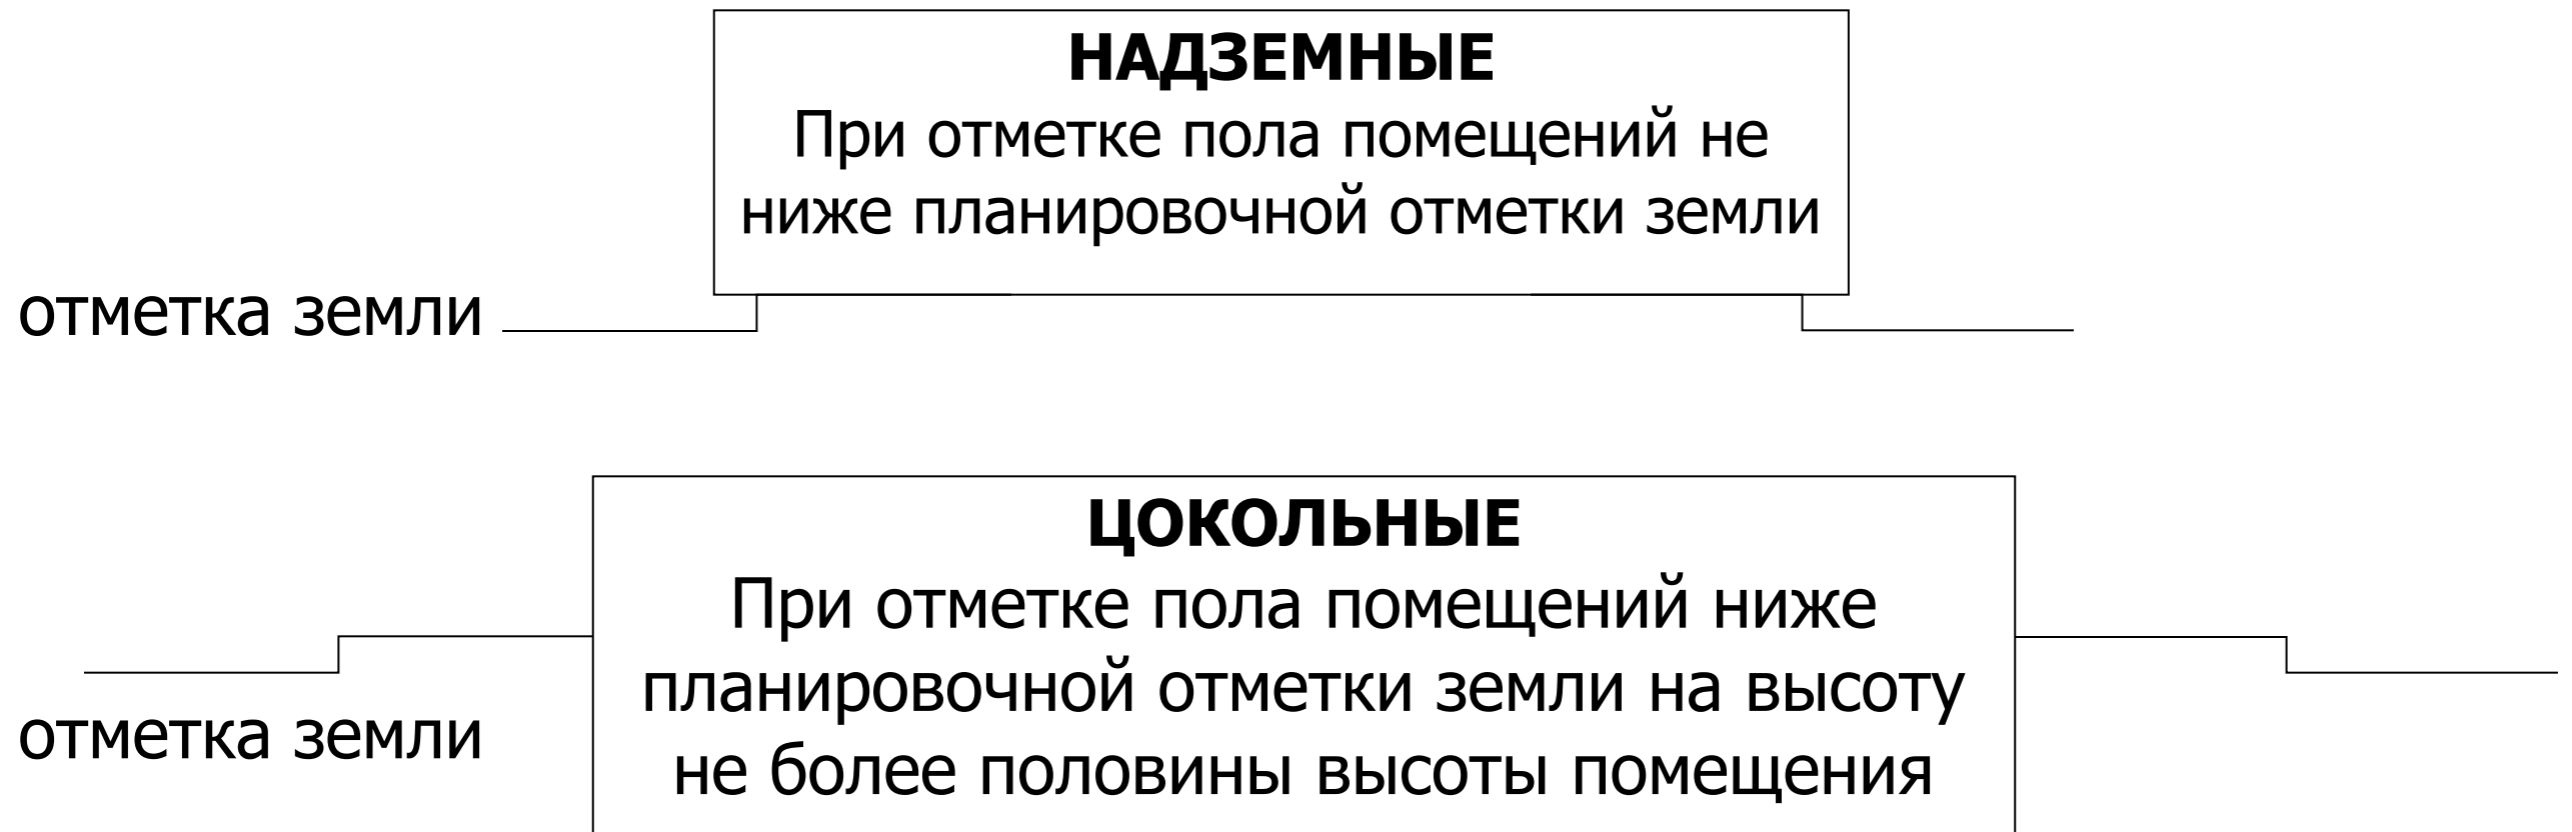 НАДЗЕМНЫЕ
При отметке пола помещений не
ниже планировочной отметки земли
отметка земли
ЦОКОЛЬНЫЕ
При отметке пола помещений ниже
планировочной отметки земли на высоту
не более половины высоты помещения
отметка земли